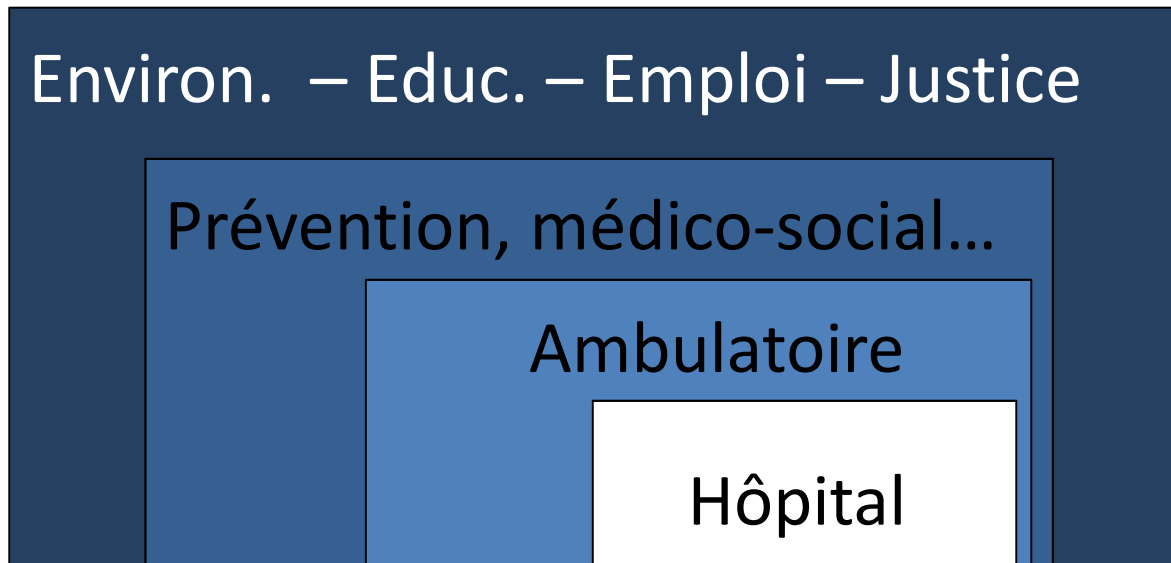 Environ. – Educ. – Emploi – Justice
Prévention, médico-social…
Ambulatoire
Hôpital